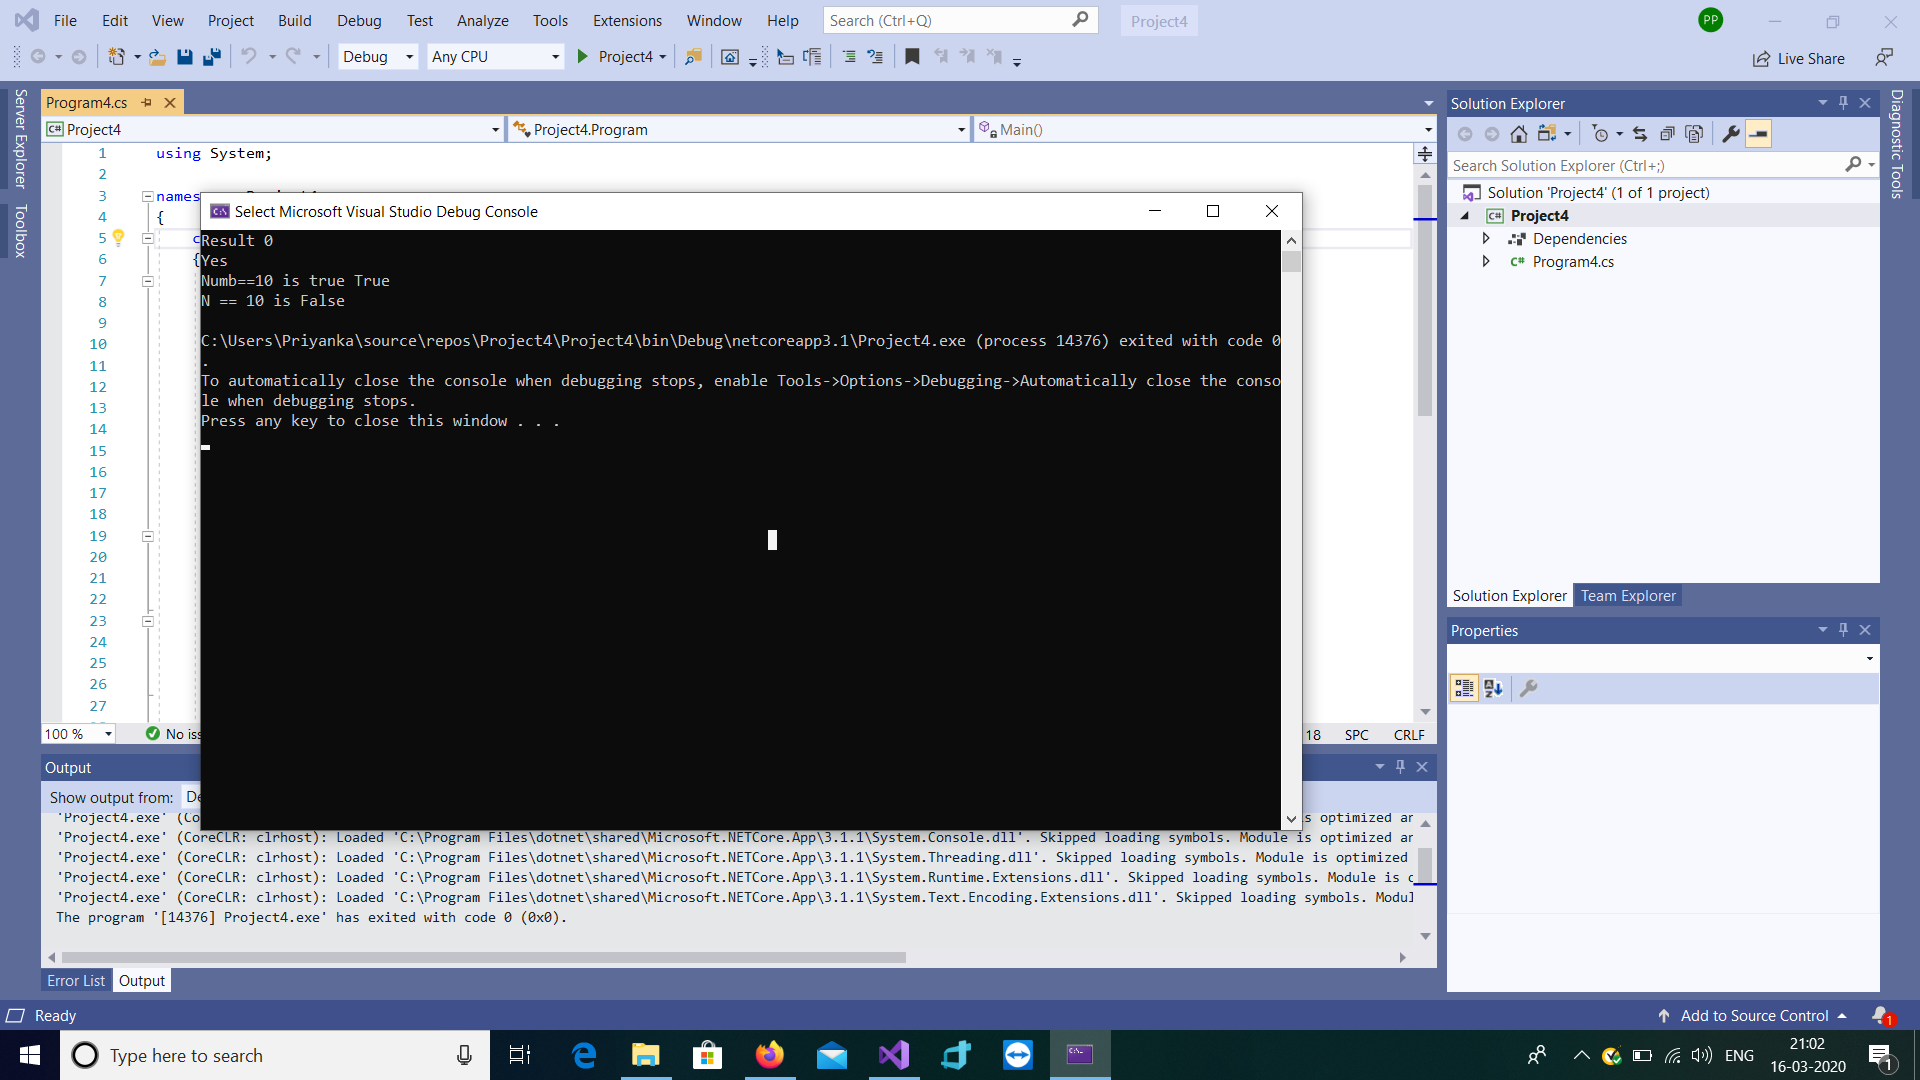 File Edit View Project Build Debug Test Analyze Tools Extensions Window Help Search (Ctrl+Q) Project4 PP
Debug Any CPU Project4 Live Share
Server Explorer
Toolbox
Program4.cs
Project4 Project4.Program Main()
1 using System;
2
3 names
4 {
5
6 {
7
8
9
10
11
12
13
14
15
16
17
18
19
20
21
22
23
24
25
26
27
Select Microsoft Visual Studio Debug Console
Result 0
Yes
Numb==10 is true True
N == 10 is False
C:\Users\Priyanka\source\repos\Project4\Project4\bin\Debug\netcoreapp3.1\Project4.exe (process 14376) exited with code 0
.
To automatically close the console when debugging stops, enable Tools->Options->Debugging->Automatically close the conso
le when debugging stops.
Press any key to close this window . . .
100 % No iss 18 SPC CRLF
Output
Show output from: De
'Project4.exe' (Co s optimized ar
'Project4.exe' (CoreCLR: clrhost): Loaded 'C:\Program Files\dotnet\shared\Microsoft.NETCore.App\3.1.1\System.Console.dll'. Skipped loading symbols. Module is optimized ar
'Project4.exe' (CoreCLR: clrhost): Loaded 'C:\Program Files\dotnet\shared\Microsoft.NETCore.App\3.1.1\System.Threading.dll'. Skipped loading symbols. Module is optimized
'Project4.exe' (CoreCLR: clrhost): Loaded 'C:\Program Files\dotnet\shared\Microsoft.NETCore.App\3.1.1\System.Runtime.Extensions.dll'. Skipped loading symbols. Module is o
'Project4.exe' (CoreCLR: clrhost): Loaded 'C:\Program Files\dotnet\shared\Microsoft.NETCore.App\3.1.1\System.Text.Encoding.Extensions.dll'. Skipped loading symbols. Modul
The program '[14376] Project4.exe' has exited with code 0 (0x0).
Error List Output
Solution Explorer
Search Solution Explorer (Ctrl+;)
Solution 'Project4' (1 of 1 project)
C# Project4
Dependencies
C# Program4.cs
Solution Explorer Team Explorer
Properties
Diagnostic Tools
Ready Add to Source Control 1
Type here to search ENG 21:02
16-03-2020 1